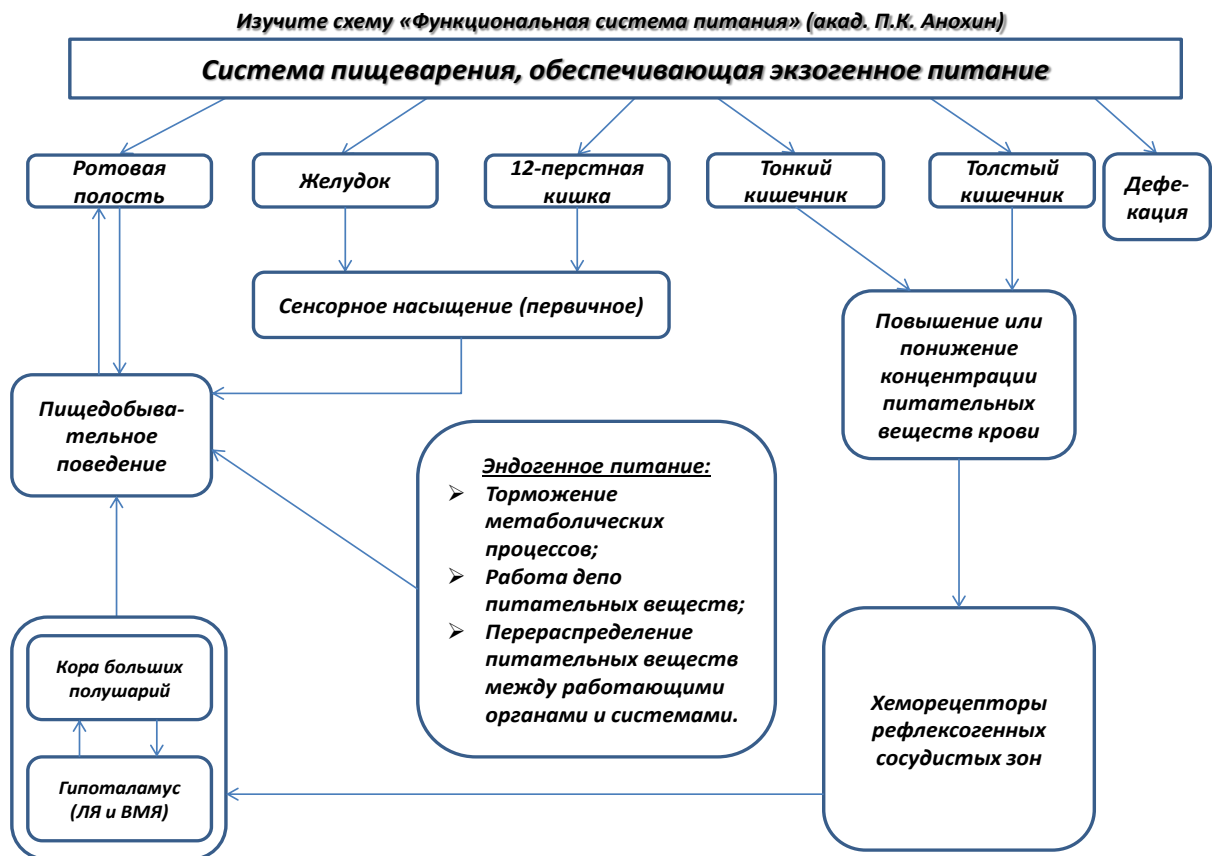 Изучите схему «Функциональная система питания» (акад. П.К. Анохин)
Система пищеварения, обеспечивающая экзогенное питание
Ротовая
полость
Желудок
12-перстная
кишка
Тонкий
кишечник
Толстый
кишечник
Дефе-
кация
Сенсорное насыщение (первичное)
Повышение или
понижение
концентрации
питательных
веществ крови
Пищедобыва-
тельное
поведение
Эндогенное питание:
➢ Торможение
метаболических
процессов;
➢ Работа депо
питательных веществ;
➢ Перераспределение
питательных веществ
между работающими
органами и системами.
Кора больших
полушарий
Гипоталамус
(ЛЯ и ВМЯ)
Хеморецепторы
рефлексогенных
сосудистых зон